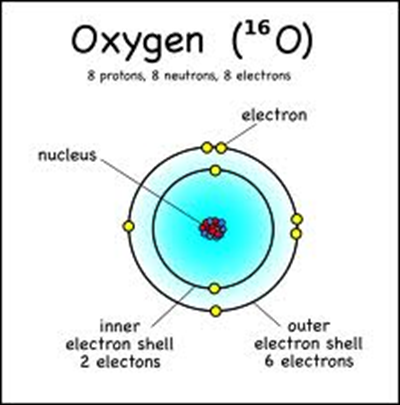 Oxygen (¹⁶O)
8 protons, 8 neutrons, 8 electrons
electron
nucleus
inner
electron shell
2 electons
outer
electron shell
6 electrons